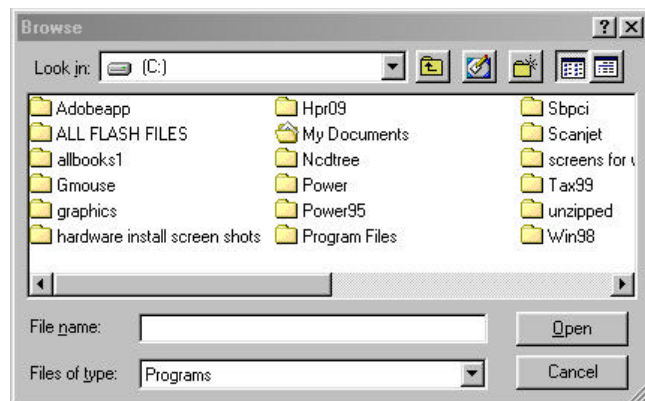 Browse
Look in: (C:)
Adobeapp Hpr09 Sbpci
ALL FLASH FILES My Documents Scanjet
allbooks1 Ncdtree screens for
Gmouse Power Tax99
graphics Power95 unzipped
hardware install screen shots Program Files Win98
File name: Open
Files of type: Programs Cancel